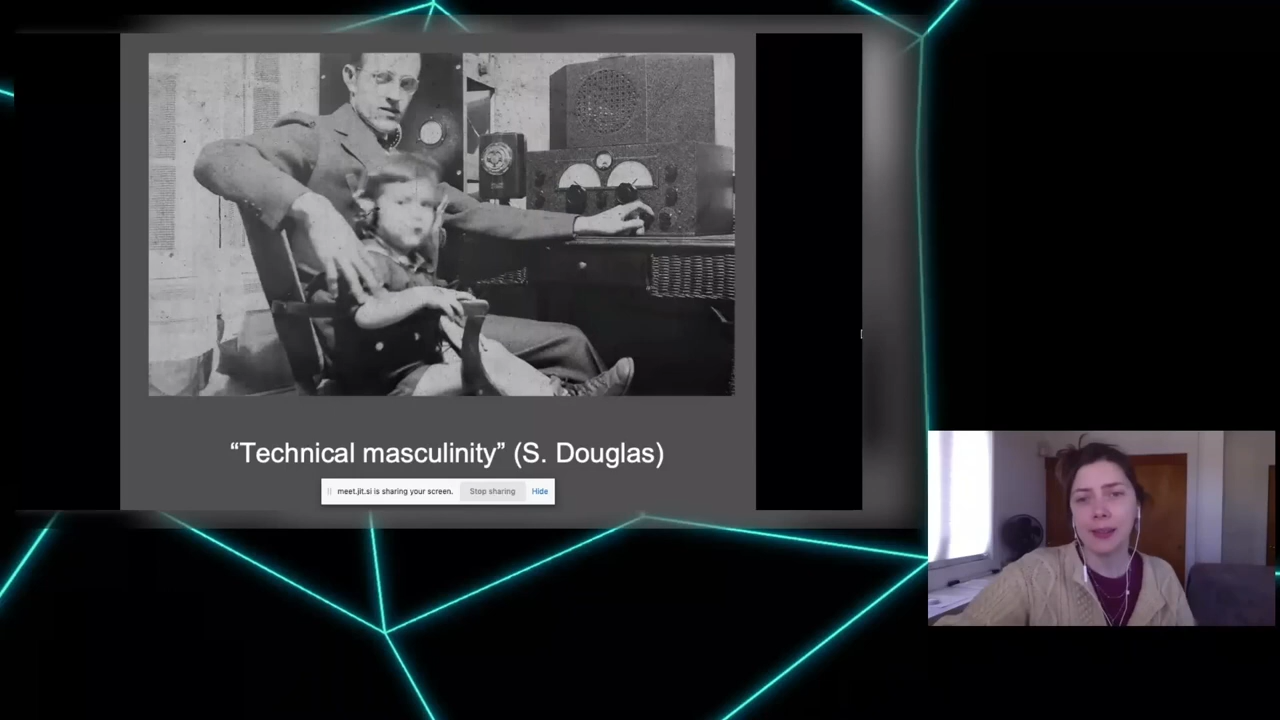 “Technical masculinity” (S. Douglas)
meet.jit.si is sharing your screen. Stop sharing Hide